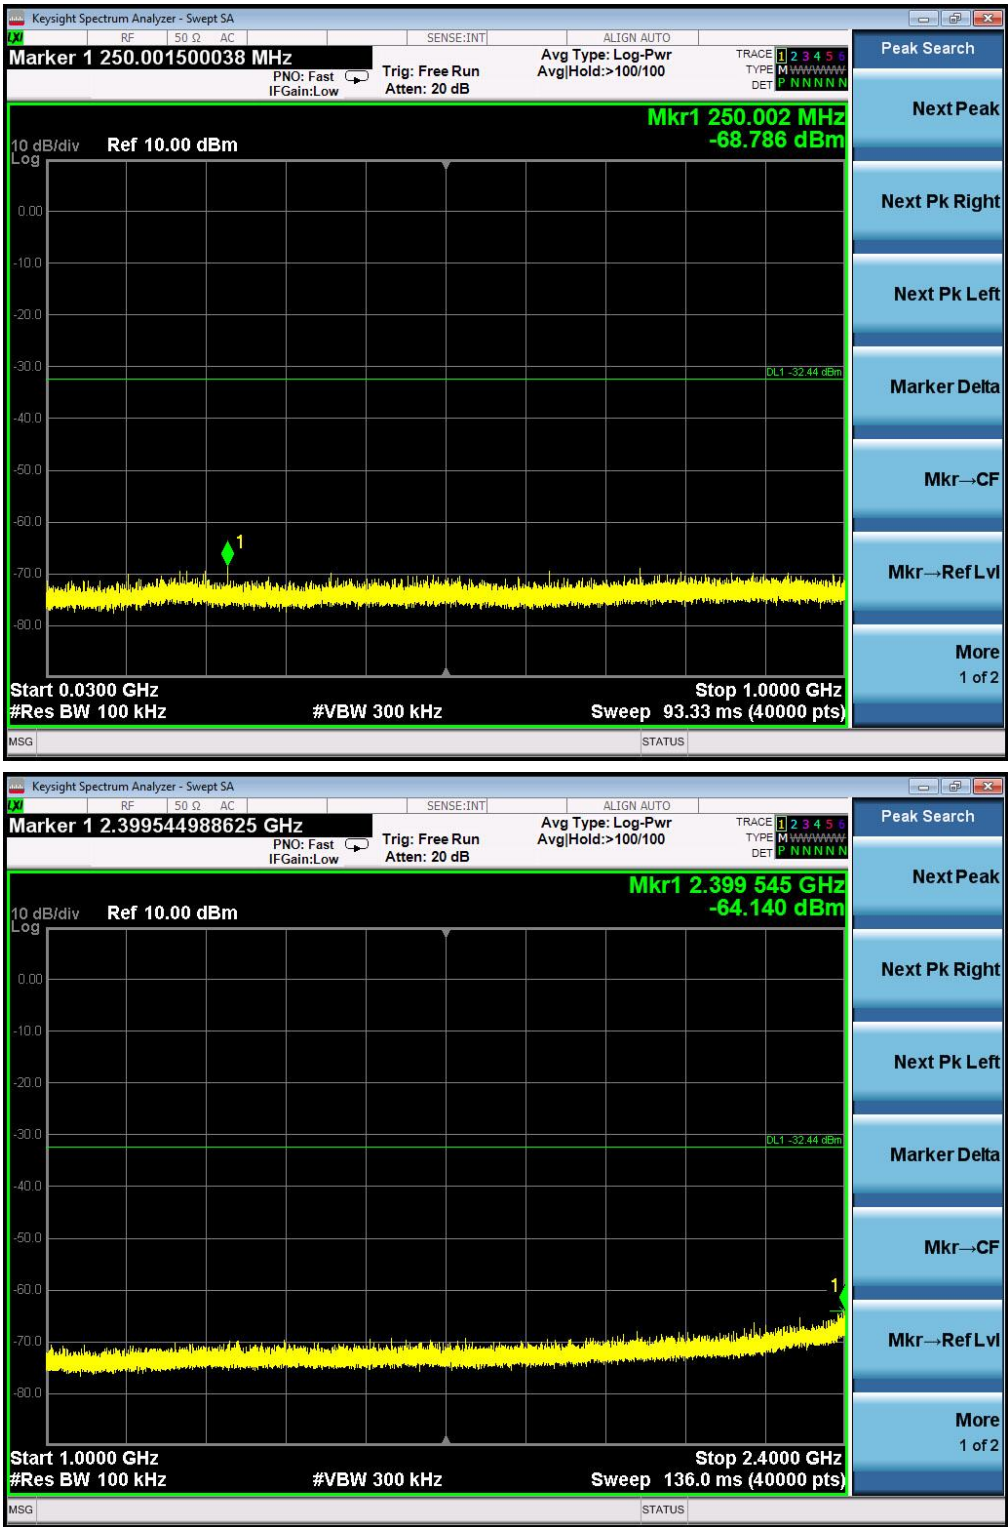 Keysight Spectrum Analyzer - Swept SA
LXI RF 50 Ω AC SENSE:INT ALIGN AUTO
Marker 1 250.001500038 MHz
PNO: Fast
IFGain:Low
Trig: Free Run
Atten: 20 dB
Avg Type: Log-Pwr
Avg|Hold:>100/100
TRACE 1 2 3 4 5 6
TYPE M WWWWW
DET P N N N N N
Mkr1 250.002 MHz
-68.786 dBm
10 dB/div Ref 10.00 dBm
Log
0.00
-10.0
-20.0
-30.0
DL1 -32.44 dBm
-40.0
-50.0
-60.0
1
-70.0
-80.0
Start 0.0300 GHz Stop 1.0000 GHz
#Res BW 100 kHz #VBW 300 kHz Sweep 93.33 ms (40000 pts)
MSG STATUS
Peak Search
Next Peak
Next Pk Right
Next Pk Left
Marker Delta
Mkr→CF
Mkr→Ref Lvl
More
1 of 2
Keysight Spectrum Analyzer - Swept SA
LXI RF 50 Ω AC SENSE:INT ALIGN AUTO
Marker 1 2.399544988625 GHz
PNO: Fast
IFGain:Low
Trig: Free Run
Atten: 20 dB
Avg Type: Log-Pwr
Avg|Hold:>100/100
TRACE 1 2 3 4 5 6
TYPE M WWWWW
DET P N N N N N
Mkr1 2.399 545 GHz
-64.140 dBm
10 dB/div Ref 10.00 dBm
Log
0.00
-10.0
-20.0
-30.0
DL1 -32.44 dBm
-40.0
-50.0
-60.0
1
-70.0
-80.0
Start 1.0000 GHz Stop 2.4000 GHz
#Res BW 100 kHz #VBW 300 kHz Sweep 136.0 ms (40000 pts)
MSG STATUS
Peak Search
Next Peak
Next Pk Right
Next Pk Left
Marker Delta
Mkr→CF
Mkr→Ref Lvl
More
1 of 2